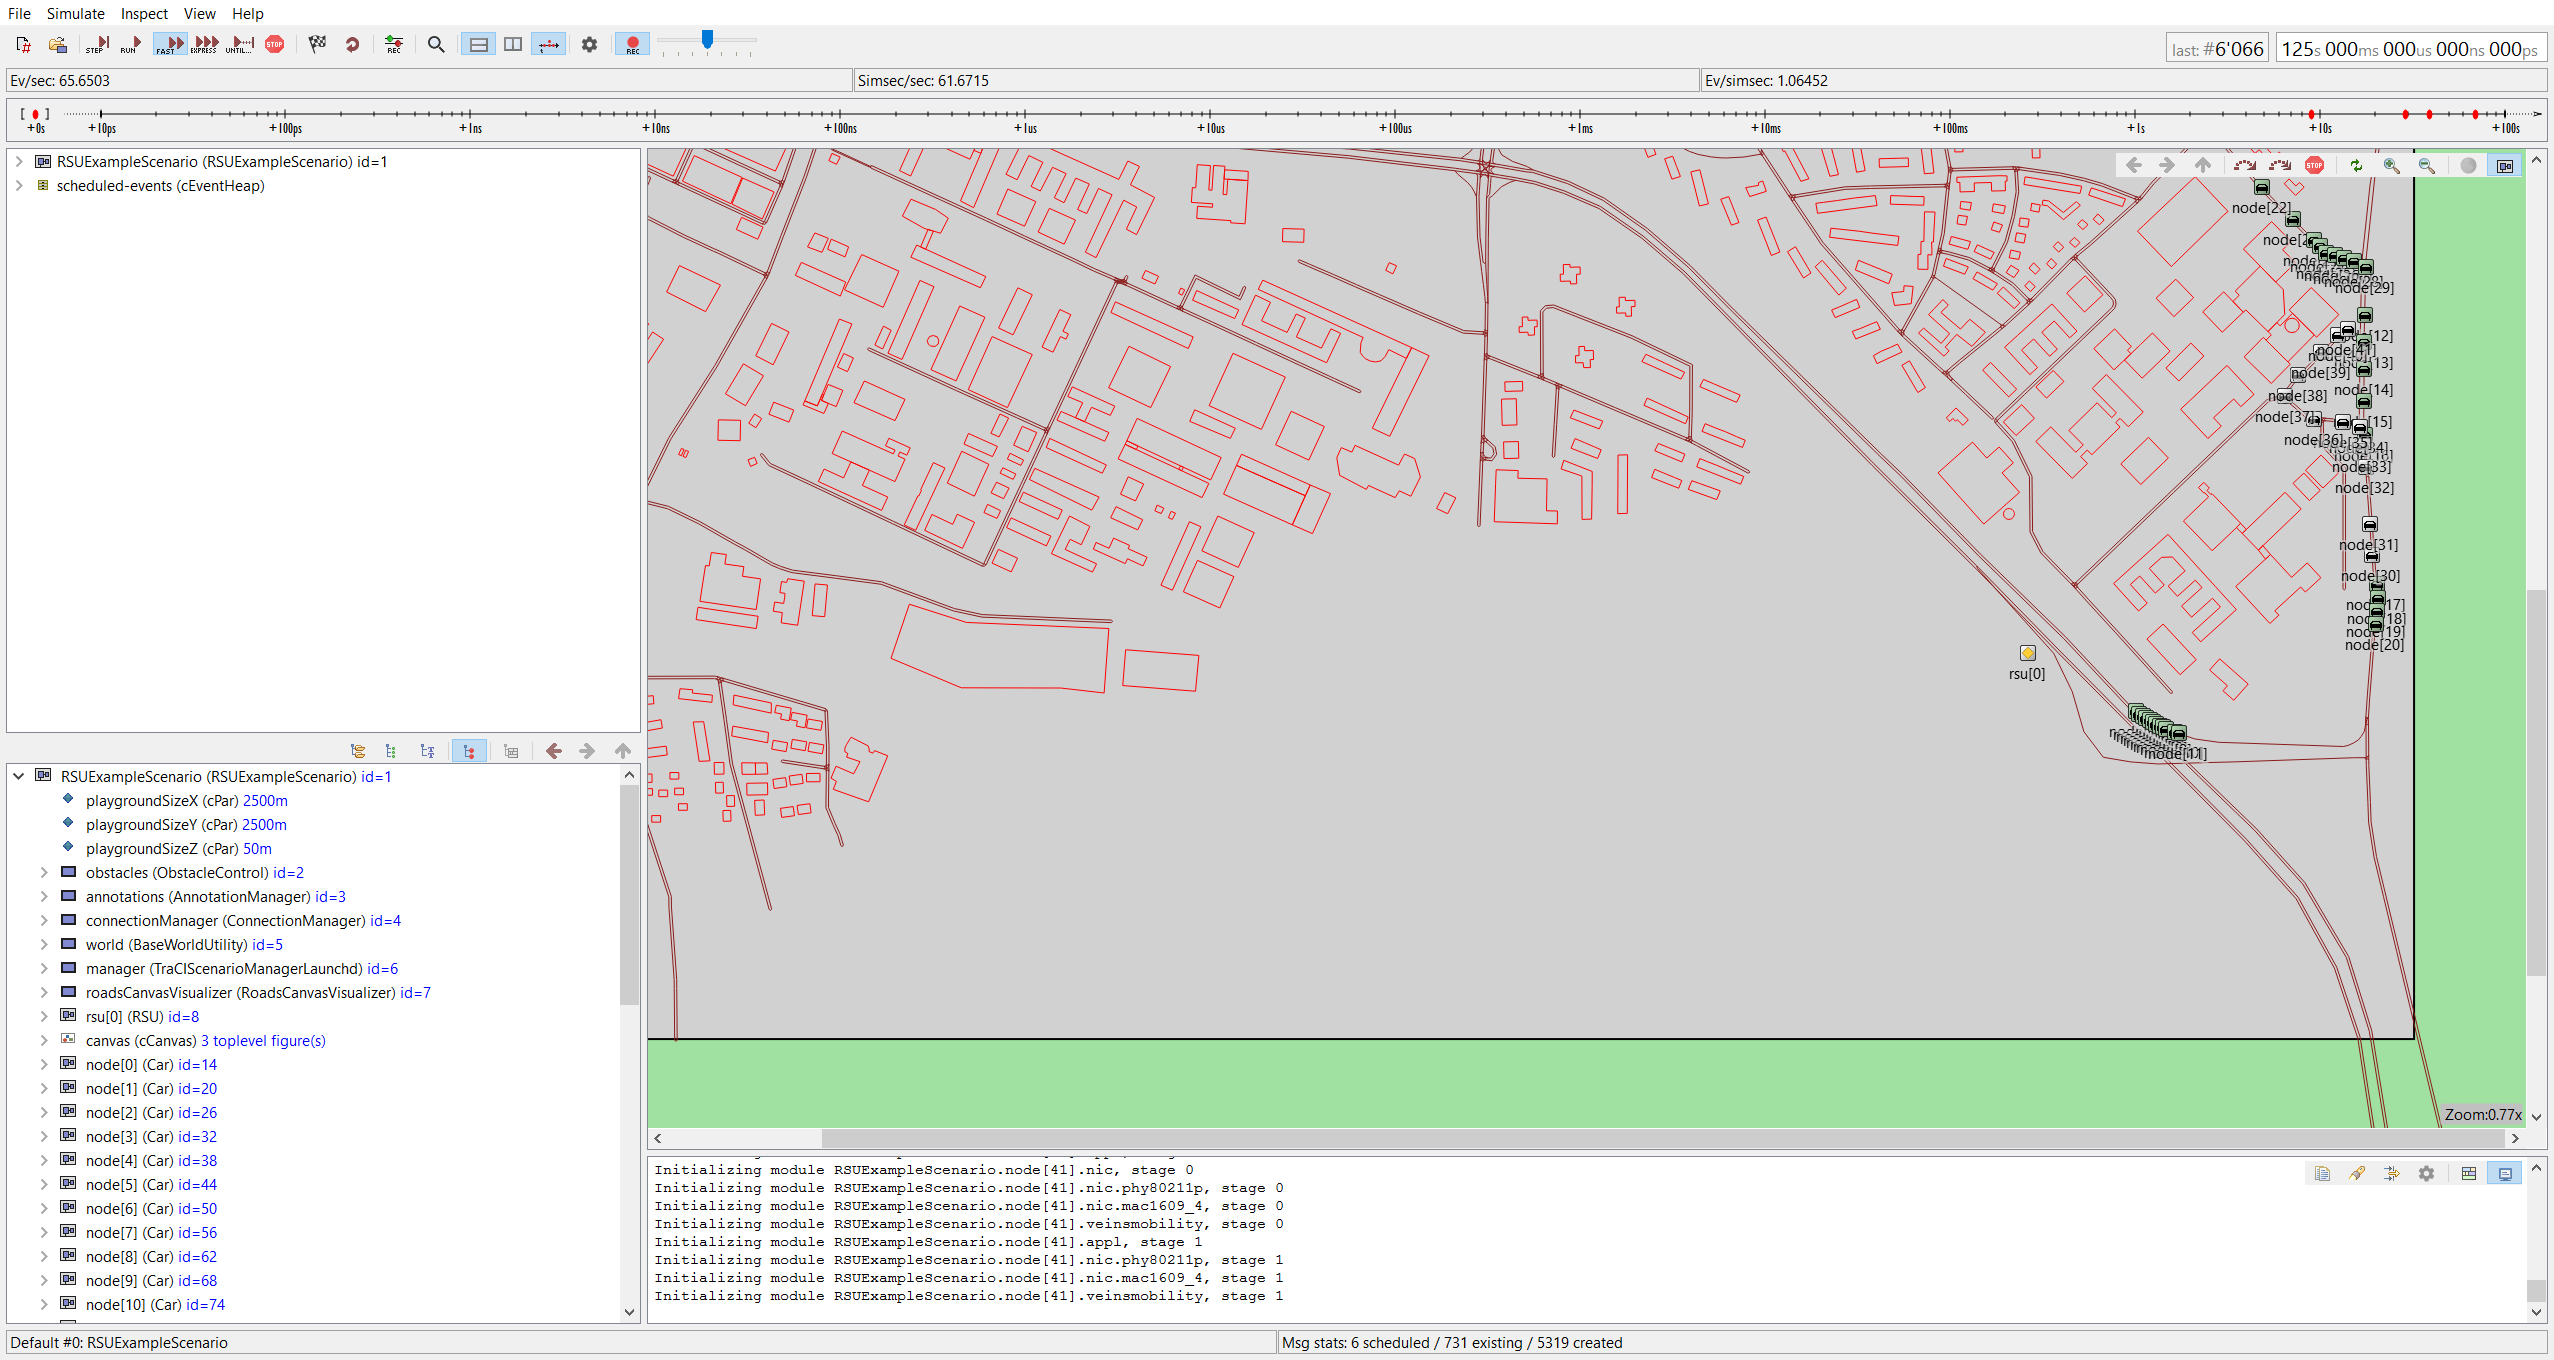 File Simulate Inspect View Help
STEP RUN FAST EXPRESS UNTIL... STOP REC REC
last: #6'066 125s 000ms 000us 000ns 000ps
Ev/sec: 65.6503 Simsec/sec: 61.6715 Ev/simsec: 1.06452
+0s +10ps +100ps +1ns +10ns +100ns +1us +10us +100us +1ms +10ms +100ms +1s +10s +100s
RSUExampleScenario (RSUExampleScenario) id=1
scheduled-events (cEventHeap)
STOP
node[22]
node[29]
node[41]
node[39]
node[14]
node[38]
node[37]
node[36]
node[33]
node[32]
node[31]
node[30]
node[20]
rsu[0]
node[11]
Zoom:0.77x
RSUExampleScenario (RSUExampleScenario) id=1
playgroundSizeX (cPar) 2500m
playgroundSizeY (cPar) 2500m
playgroundSizeZ (cPar) 50m
obstacles (ObstacleControl) id=2
annotations (AnnotationManager) id=3
connectionManager (ConnectionManager) id=4
world (BaseWorldUtility) id=5
manager (TraCIScenarioManagerLaunchd) id=6
roadsCanvasVisualizer (RoadsCanvasVisualizer) id=7
rsu[0] (RSU) id=8
canvas (cCanvas) 3 toplevel figure(s)
node[0] (Car) id=14
node[1] (Car) id=20
node[2] (Car) id=26
node[3] (Car) id=32
node[4] (Car) id=38
node[5] (Car) id=44
node[6] (Car) id=50
node[7] (Car) id=56
node[8] (Car) id=62
node[9] (Car) id=68
node[10] (Car) id=74
Initializing module RSUExampleScenario.node[41].nic, stage 0
Initializing module RSUExampleScenario.node[41].nic.phy80211p, stage 0
Initializing module RSUExampleScenario.node[41].nic.mac1609_4, stage 0
Initializing module RSUExampleScenario.node[41].veinsmobility, stage 0
Initializing module RSUExampleScenario.node[41].appl, stage 1
Initializing module RSUExampleScenario.node[41].nic.phy80211p, stage 1
Initializing module RSUExampleScenario.node[41].nic.mac1609_4, stage 1
Initializing module RSUExampleScenario.node[41].veinsmobility, stage 1
Default #0: RSUExampleScenario Msg stats: 6 scheduled / 731 existing / 5319 created